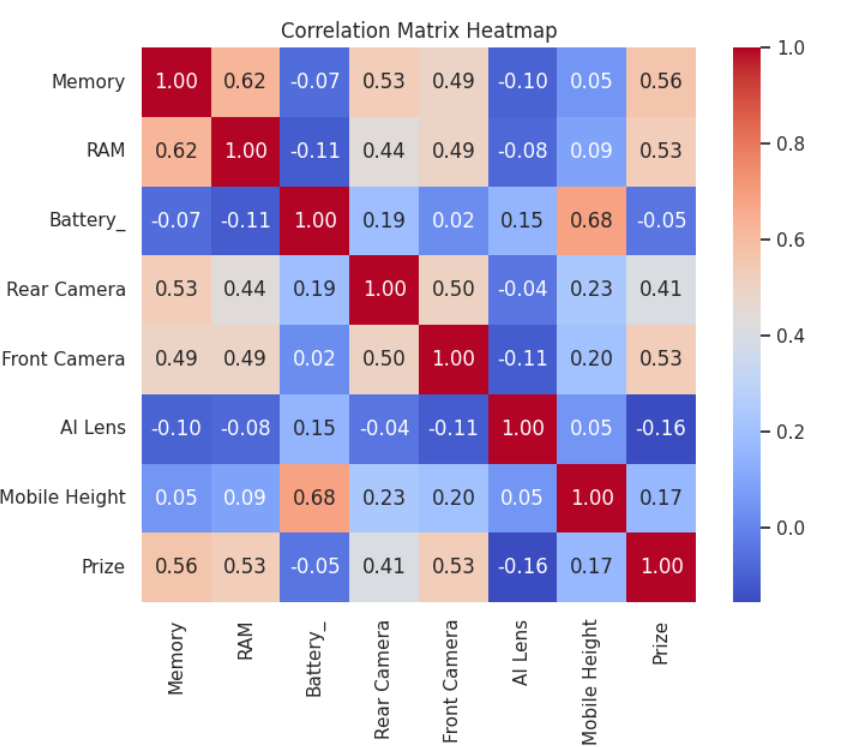 Correlation Matrix Heatmap
Memory 1.00 0.62 -0.07 0.53 0.49 -0.10 0.05 0.56
RAM 0.62 1.00 -0.11 0.44 0.49 -0.08 0.09 0.53
Battery_ -0.07 -0.11 1.00 0.19 0.02 0.15 0.68 -0.05
Rear Camera 0.53 0.44 0.19 1.00 0.50 -0.04 0.23 0.41
Front Camera 0.49 0.49 0.02 0.50 1.00 -0.11 0.20 0.53
AI Lens -0.10 -0.08 0.15 -0.04 -0.11 1.00 0.05 -0.16
Mobile Height 0.05 0.09 0.68 0.23 0.20 0.05 1.00 0.17
Prize 0.56 0.53 -0.05 0.41 0.53 -0.16 0.17 1.00
Memory
RAM
Battery_
Rear Camera
Front Camera
AI Lens
Mobile Height
Prize
1.0
0.8
0.6
0.4
0.2
0.0